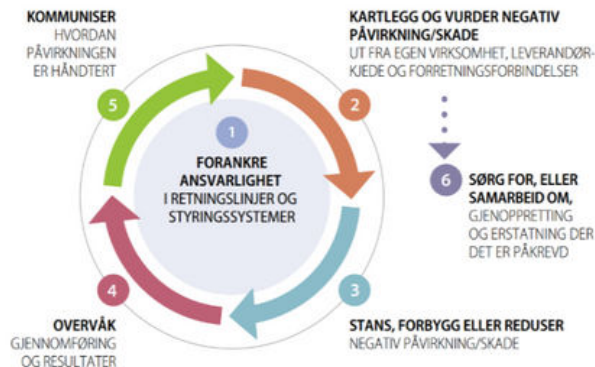 KOMMUNISER
HVORDAN
PÅVIRKNINGEN
ER HÅNDTERT
5
KARTLEGG OG VURDER NEGATIV
PÅVIRKNING/SKADE
UT FRA EGEN VIRKSOMHET, LEVERANDØR-
KJEDE OG FORRETNINGSFORBINDELSER
2
1
FORANKRE
ANSVARLIGHET
I RETNINGSLINJER OG
STYRINGSSYSTEMER
6
SØRG FOR, ELLER
SAMARBEID OM,
GJENOPPRETTING
OG ERSTATNING DER
DET ER PÅKREVD
4
OVERVÅK
GJENNOMFØRING
OG RESULTATER
3
STANS, FORBYGG ELLER REDUSER
NEGATIV PÅVIRKNING/SKADE